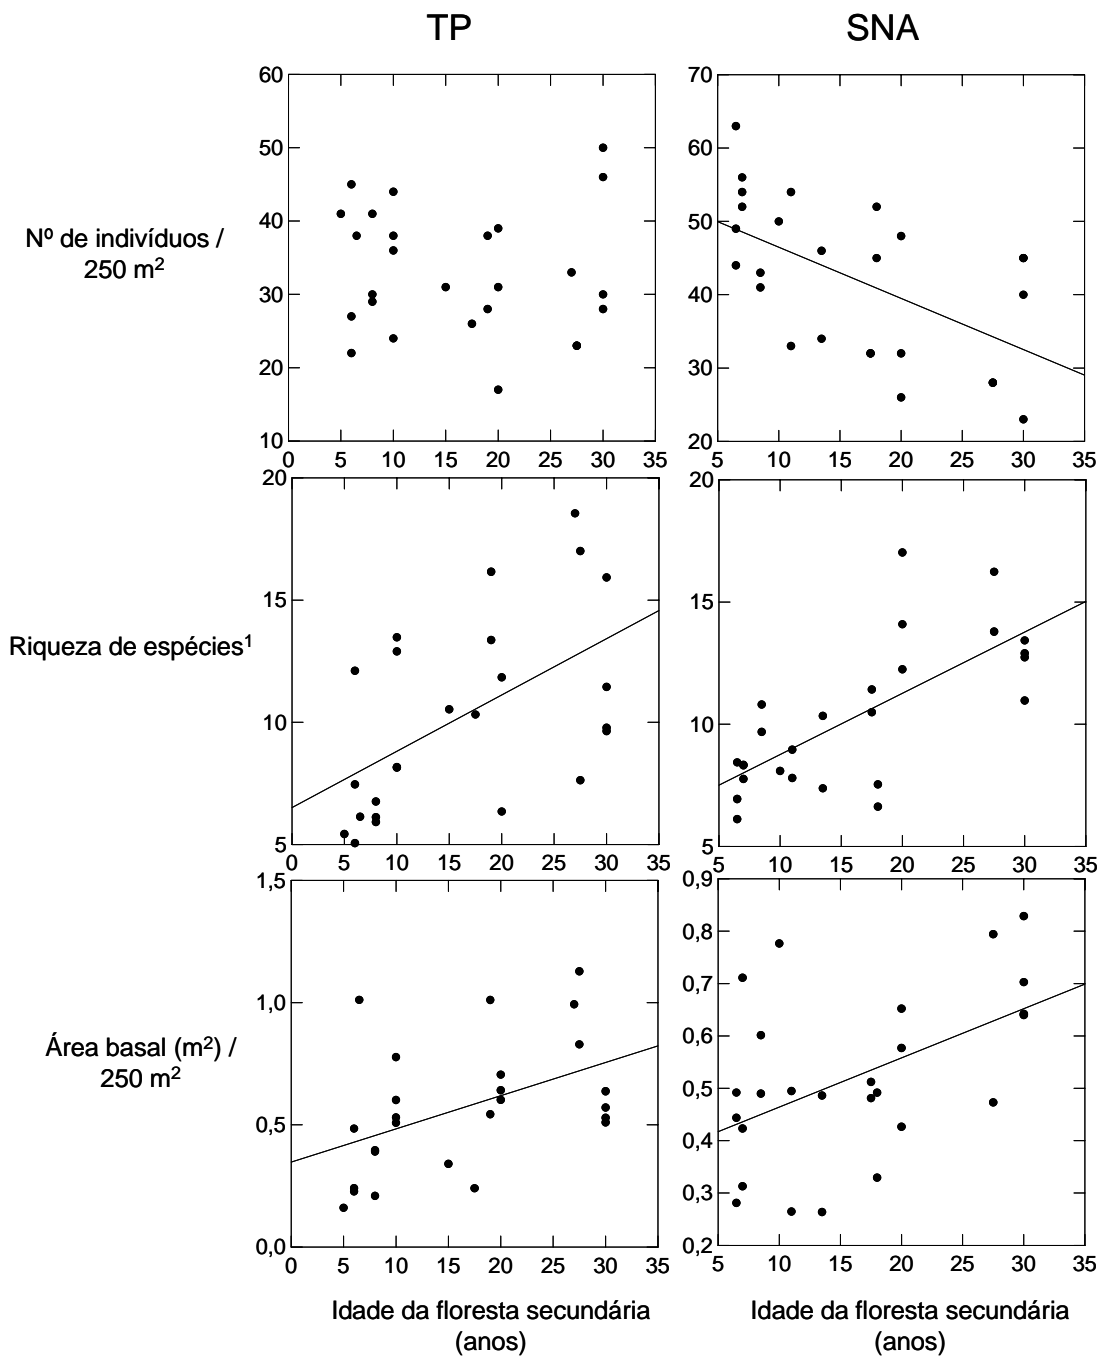 TP SNA
60
50
40
30
20
10
0 5 10 15 20 25 30 35
70
60
50
40
30
20
5 10 15 20 25 30 35
Nº de indivíduos /
250 m²
20
15
10
5
0 5 10 15 20 25 30 35
20
15
10
5
5 10 15 20 25 30 35
Riqueza de espécies¹
1,5
1,0
0,5
0,0
0 5 10 15 20 25 30 35
0,9
0,8
0,7
0,6
0,5
0,4
0,3
0,2
5 10 15 20 25 30 35
Área basal (m²) /
250 m²
Idade da floresta secundária
(anos)
Idade da floresta secundária
(anos)